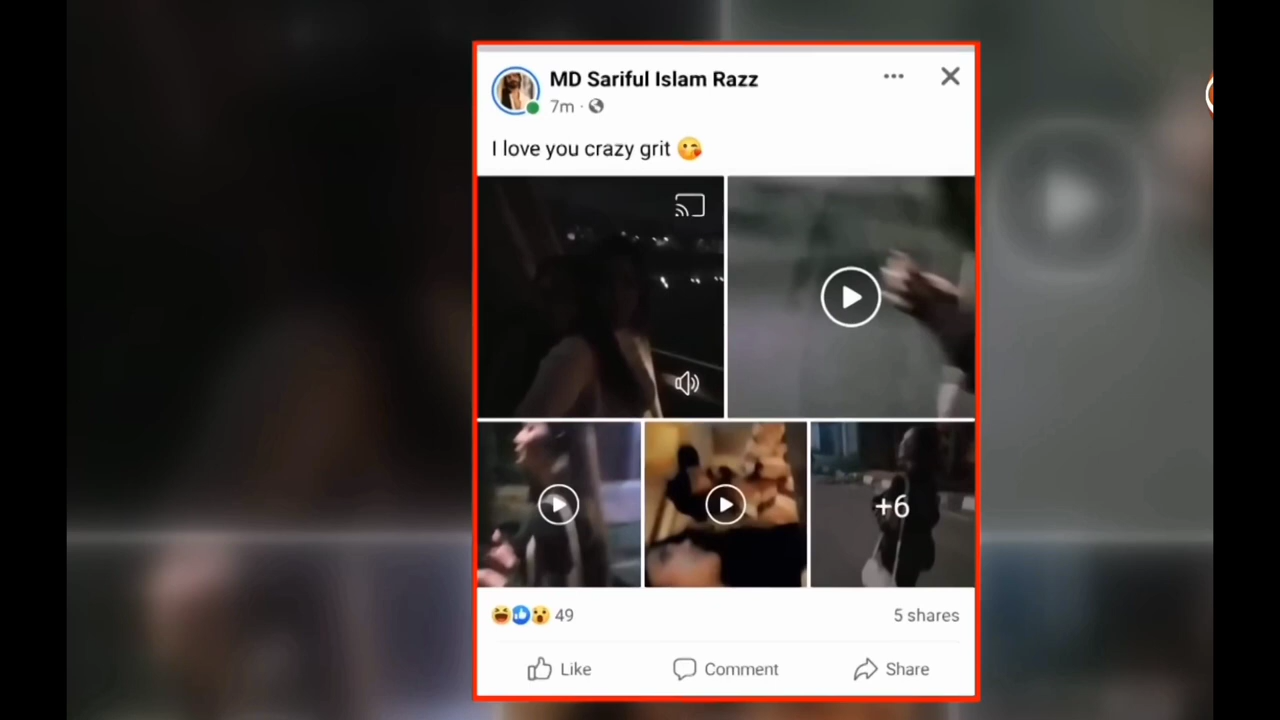 MD Sariful Islam Razz
7m ·
I love you crazy grit 😘
+6
49
5 shares
Like
Comment
Share